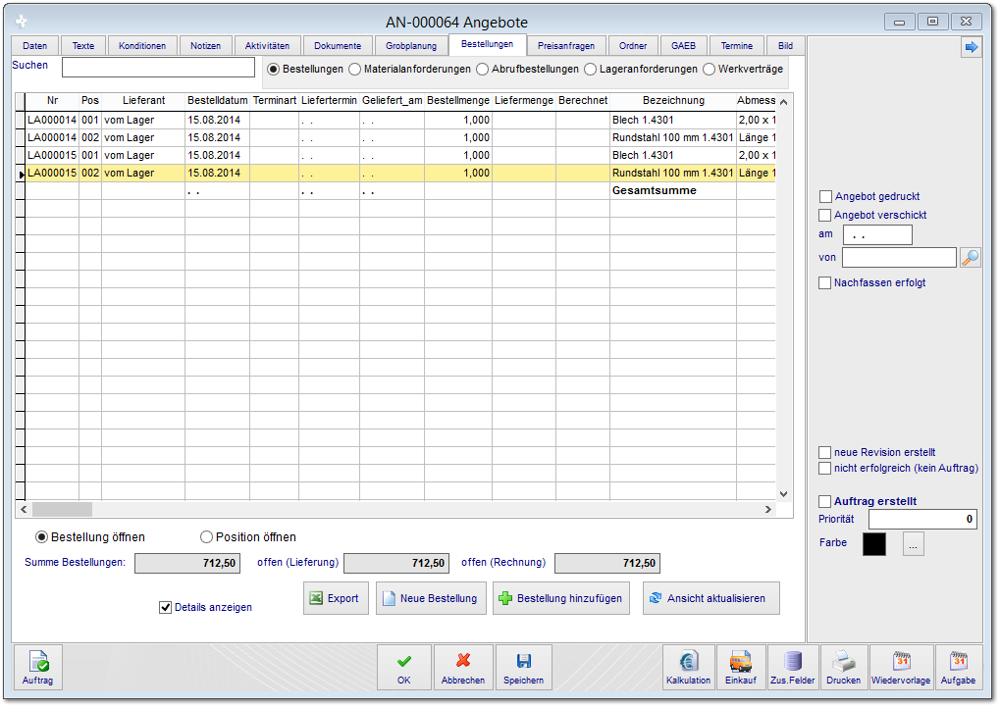 AN-000064 Angebote
Daten Texte Konditionen Notizen Aktivitäten Dokumente Grobplanung Bestellungen Preisanfragen Ordner GAEB Termine Bild
Suchen
Bestellungen Materialanforderungen Abrufbestellungen Lageranforderungen Werkverträge
Nr Pos Lieferant Bestelldatum Terminart Liefertermin Geliefert_am Bestellmenge Liefermenge Berechnet Bezeichnung Abmess
LA000014 001 vom Lager 15.08.2014 . . . . 1,000 Blech 1.4301 2,00 x 1
LA000014 002 vom Lager 15.08.2014 . . . . 1,000 Rundstahl 100 mm 1.4301 Länge 1
LA000015 001 vom Lager 15.08.2014 . . . . 1,000 Blech 1.4301 2,00 x 1
LA000015 002 vom Lager 15.08.2014 . . . . 1,000 Rundstahl 100 mm 1.4301 Länge 1
. . . . . . Gesamtsumme
Bestellung öffnen Position öffnen
Summe Bestellungen: 712,50 offen (Lieferung) 712,50 offen (Rechnung) 712,50
Details anzeigen
Export Neue Bestellung Bestellung hinzufügen Ansicht aktualisieren
Angebot gedruckt
Angebot verschickt
am . .
von
Nachfassen erfolgt
neue Revision erstellt
nicht erfolgreich (kein Auftrag)
Auftrag erstellt
Priorität 0
Farbe ...
Auftrag OK Abbrechen Speichern Kalkulation Einkauf Zus.Felder Drucken 31 Wiedervorlage 31 Aufgabe